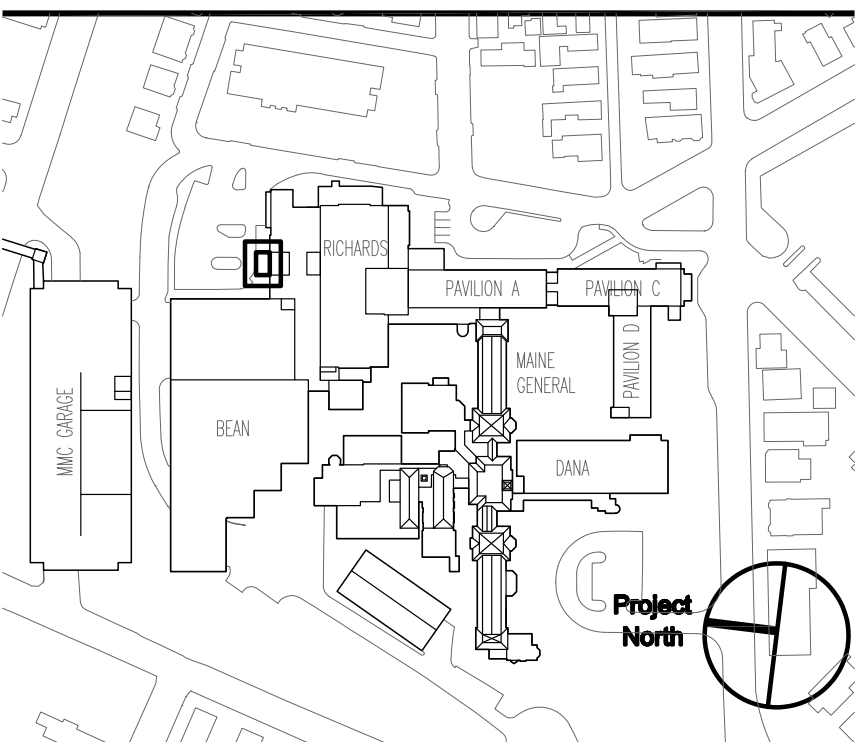 RICHARDS
PAVILION A
PAVILION C
PAVILION D
MAINE
GENERAL
MMC GARAGE
BEAN
DANA
Project
North